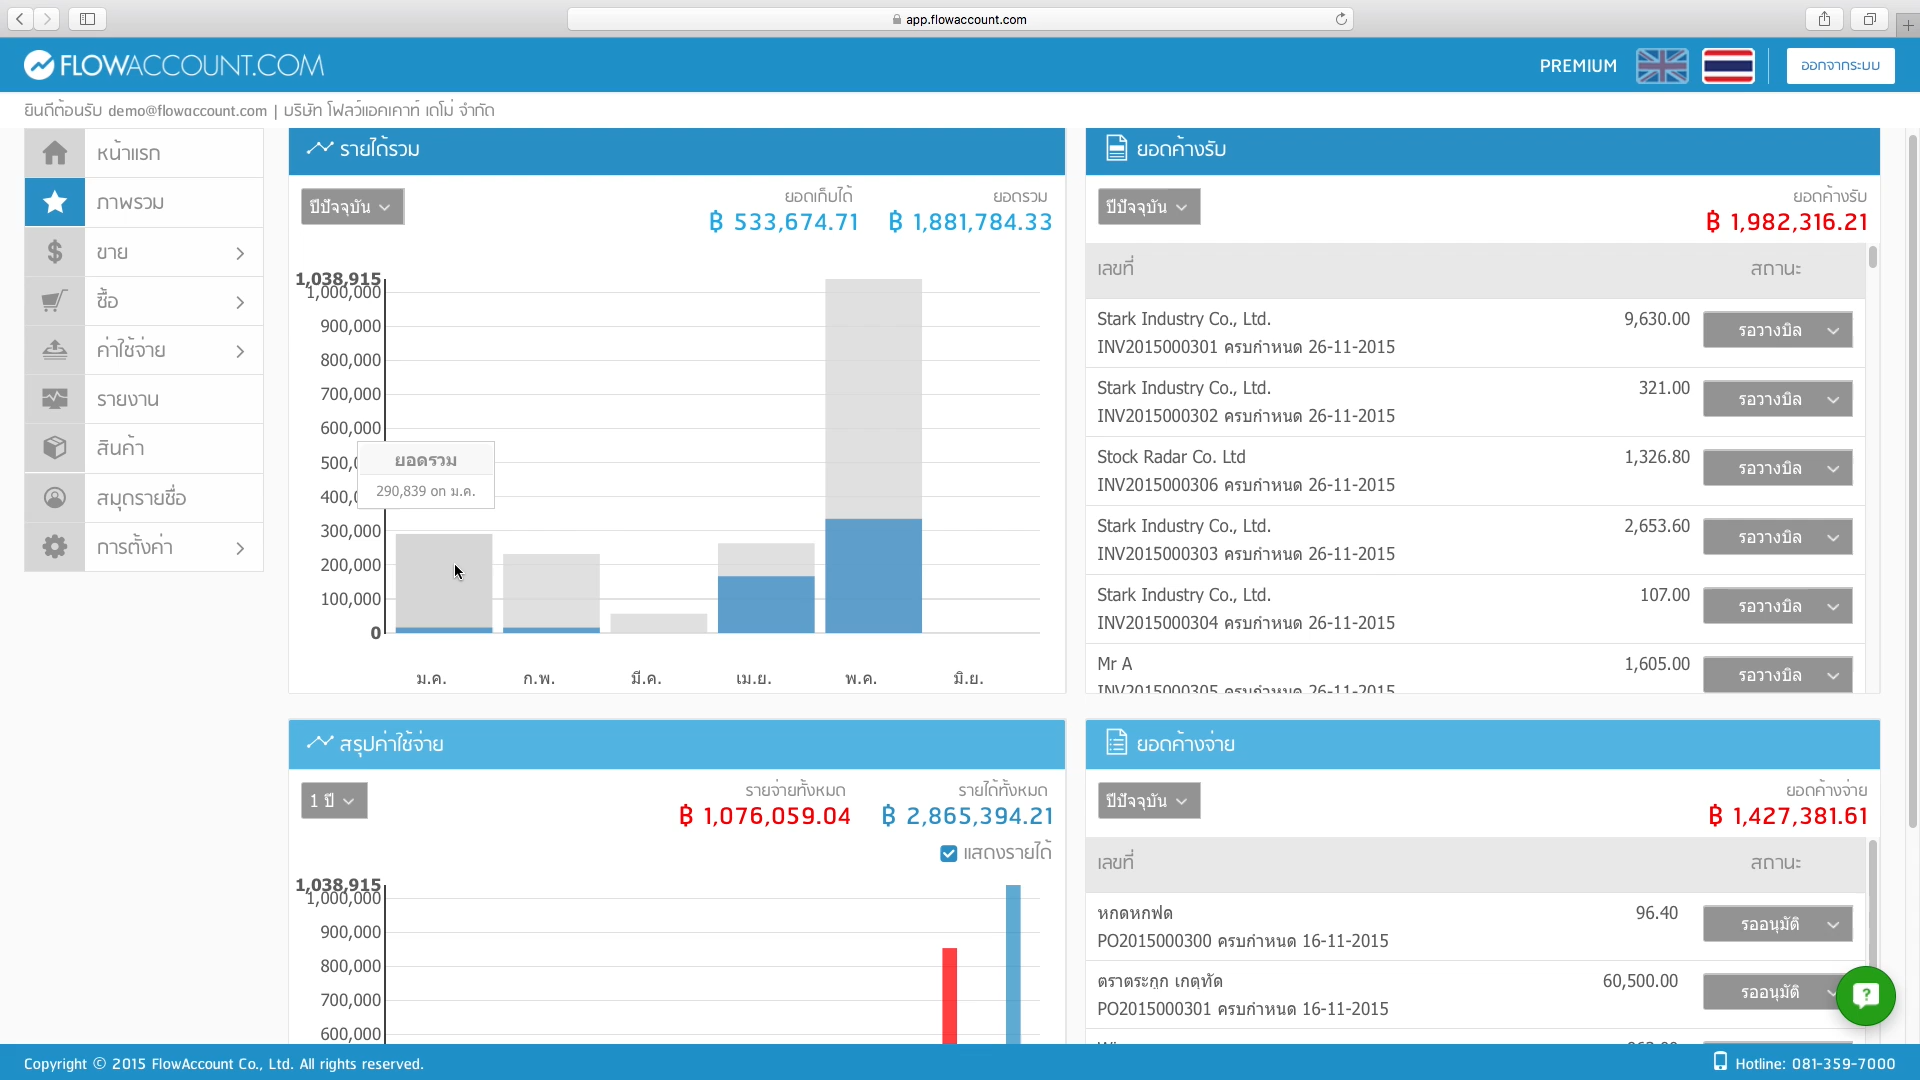 app.flowaccount.com
FLOWACCOUNT.COM
PREMIUM
ออกจากระบบ
ยินดีต้อนรับ demo@flowaccount.com | บริษัท โฟลว์แอคเคาท์ เดโม่ จำกัด
หน้าแรก
ภาพรวม
ขาย
ซื้อ
ค่าใช้จ่าย
รายงาน
สินค้า
สมุดรายชื่อ
การตั้งค่า
รายได้รวม
ปีปัจจุบัน
ยอดเก็บได้
ยอดรวม
฿ 533,674.71
฿ 1,881,784.33
1,038,915
1,000,000
900,000
800,000
700,000
600,000
500,
400,
300,000
200,000
100,000
0
ยอดรวม
290,839 on ม.ค.
ม.ค. ก.พ. มี.ค. เม.ย. พ.ค. มิ.ย.
ยอดค้างรับ
ปีปัจจุบัน
ยอดค้างรับ
฿ 1,982,316.21
เลขที่ สถานะ
Stark Industry Co., Ltd. 9,630.00 รอวางบิล
INV2015000301 ครบกำหนด 26-11-2015
Stark Industry Co., Ltd. 321.00 รอวางบิล
INV2015000302 ครบกำหนด 26-11-2015
Stock Radar Co. Ltd 1,326.80 รอวางบิล
INV2015000306 ครบกำหนด 26-11-2015
Stark Industry Co., Ltd. 2,653.60 รอวางบิล
INV2015000303 ครบกำหนด 26-11-2015
Stark Industry Co., Ltd. 107.00 รอวางบิล
INV2015000304 ครบกำหนด 26-11-2015
Mr A 1,605.00 รอวางบิล
INV2015000305 ครบกำหนด 26-11-2015
สรุปค่าใช้จ่าย
1 ปี
รายจ่ายทั้งหมด
รายได้ทั้งหมด
฿ 1,076,059.04
฿ 2,865,394.21
แสดงรายได้
1,038,915
1,000,000
900,000
800,000
700,000
600,000
ยอดค้างจ่าย
ปีปัจจุบัน
ยอดค้างจ่าย
฿ 1,427,381.61
เลขที่ สถานะ
หกดหกฟด 96.40 รออนุมัติ
PO2015000300 ครบกำหนด 16-11-2015
ตราตระกูก เกตุทัด 60,500.00 รออนุมัติ
PO2015000301 ครบกำหนด 16-11-2015
Copyright © 2015 FlowAccount Co., Ltd. All rights reserved.
Hotline: 081-359-7000